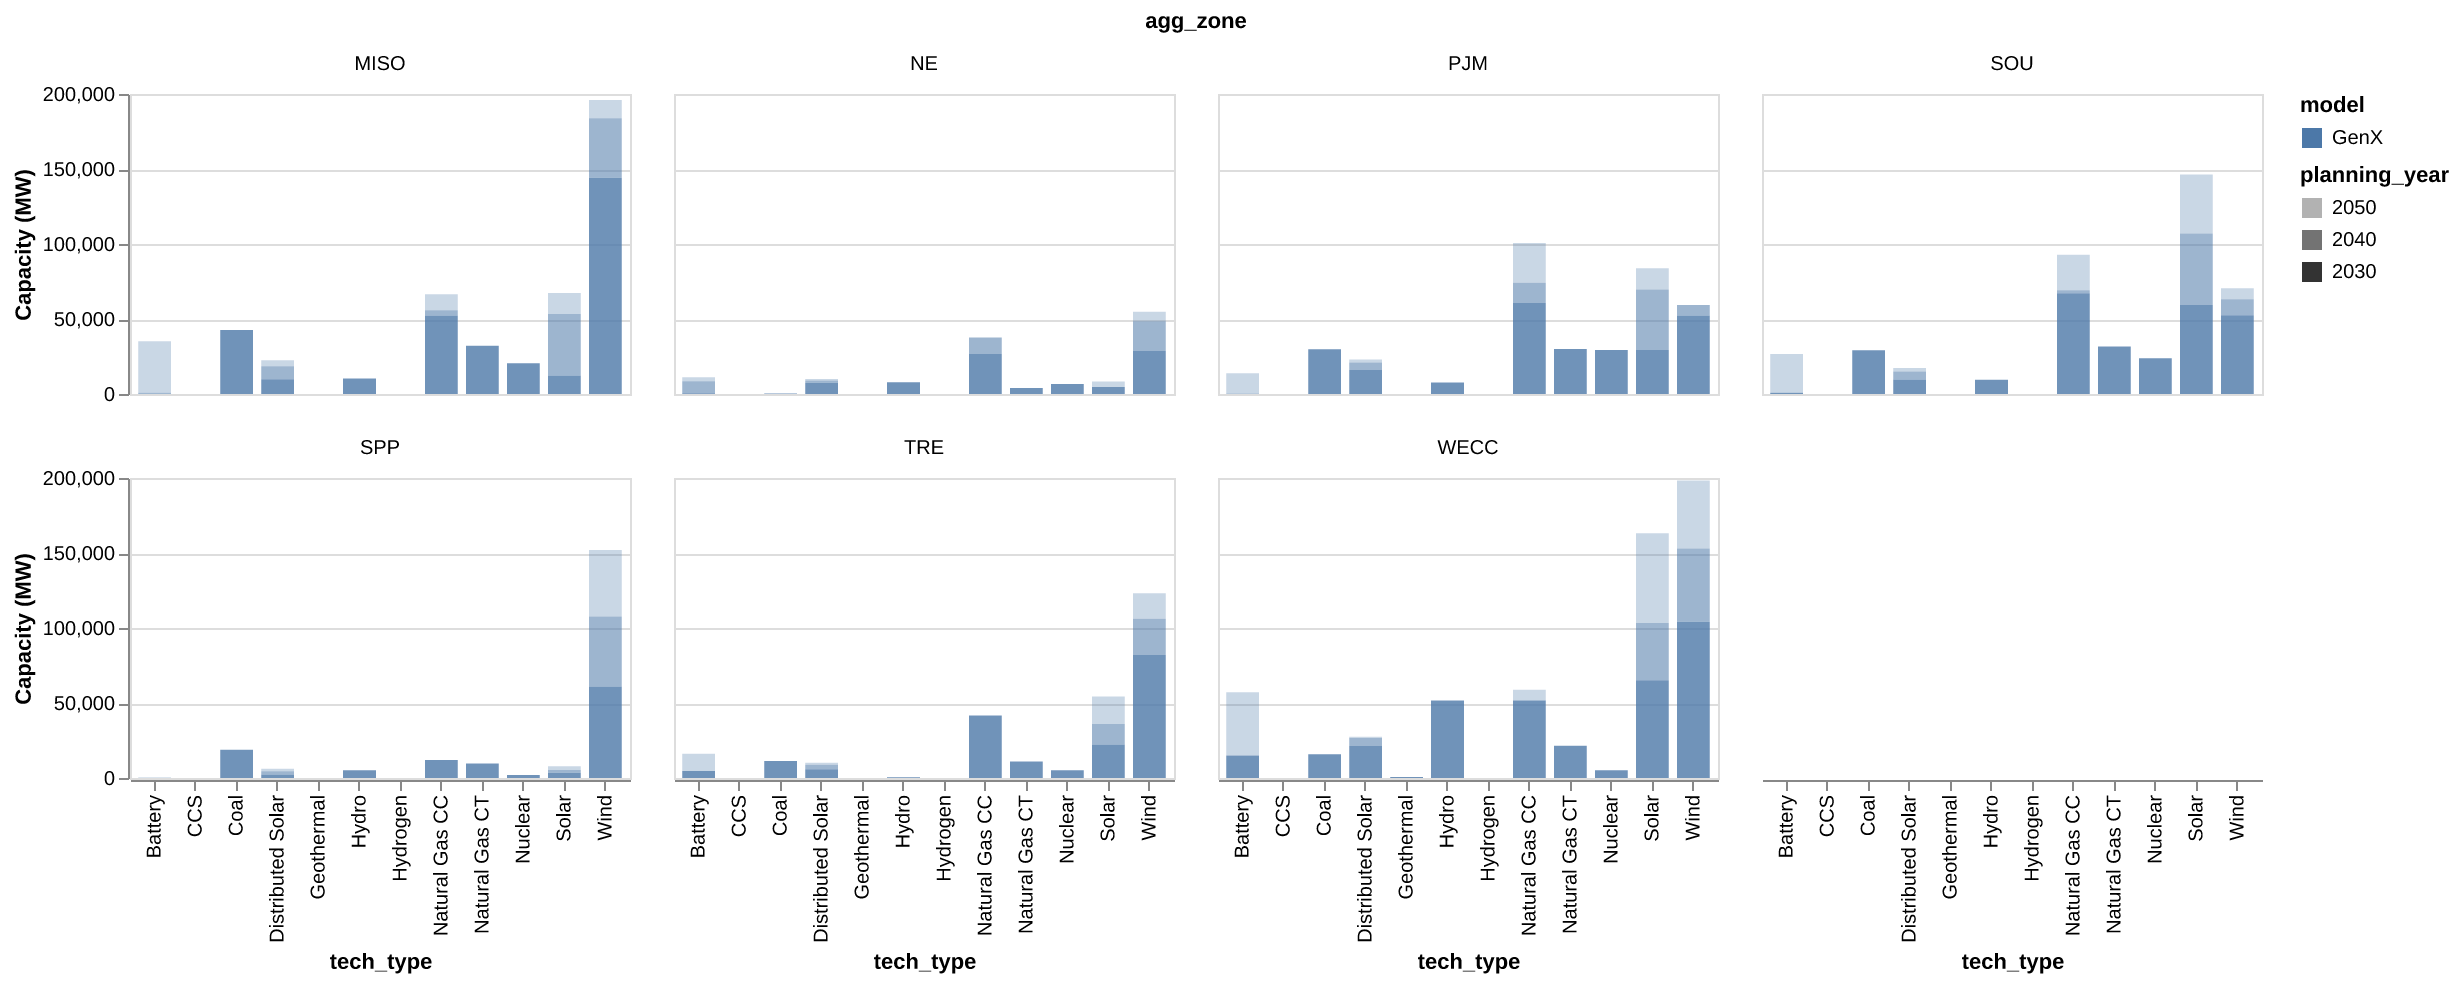 agg_zone
MISO
NE
PJM
SOU
Capacity (MW)
200,000
150,000
100,000
50,000
0
model
GenX
planning_year
2050
2040
2030
SPP
TRE
WECC
Capacity (MW)
200,000
150,000
100,000
50,000
0
Battery
CCS
Coal
Distributed Solar
Geothermal
Hydro
Hydrogen
Natural Gas CC
Natural Gas CT
Nuclear
Solar
Wind
tech_type
Battery
CCS
Coal
Distributed Solar
Geothermal
Hydro
Hydrogen
Natural Gas CC
Natural Gas CT
Nuclear
Solar
Wind
tech_type
Battery
CCS
Coal
Distributed Solar
Geothermal
Hydro
Hydrogen
Natural Gas CC
Natural Gas CT
Nuclear
Solar
Wind
tech_type
Battery
CCS
Coal
Distributed Solar
Geothermal
Hydro
Hydrogen
Natural Gas CC
Natural Gas CT
Nuclear
Solar
Wind
tech_type